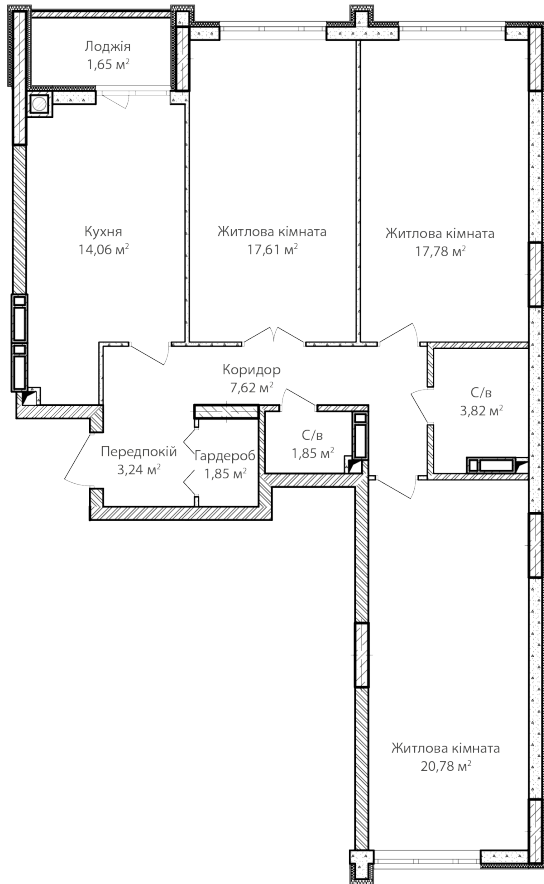 Лоджія
1,65 м²
Кухня
14,06 м²
Житлова кімната
17,61 м²
Житлова кімната
17,78 м²
Коридор
7,62 м²
С/в
3,82 м²
Передпокій
3,24 м²
Гардероб
1,85 м²
С/в
1,85 м²
Житлова кімната
20,78 м²